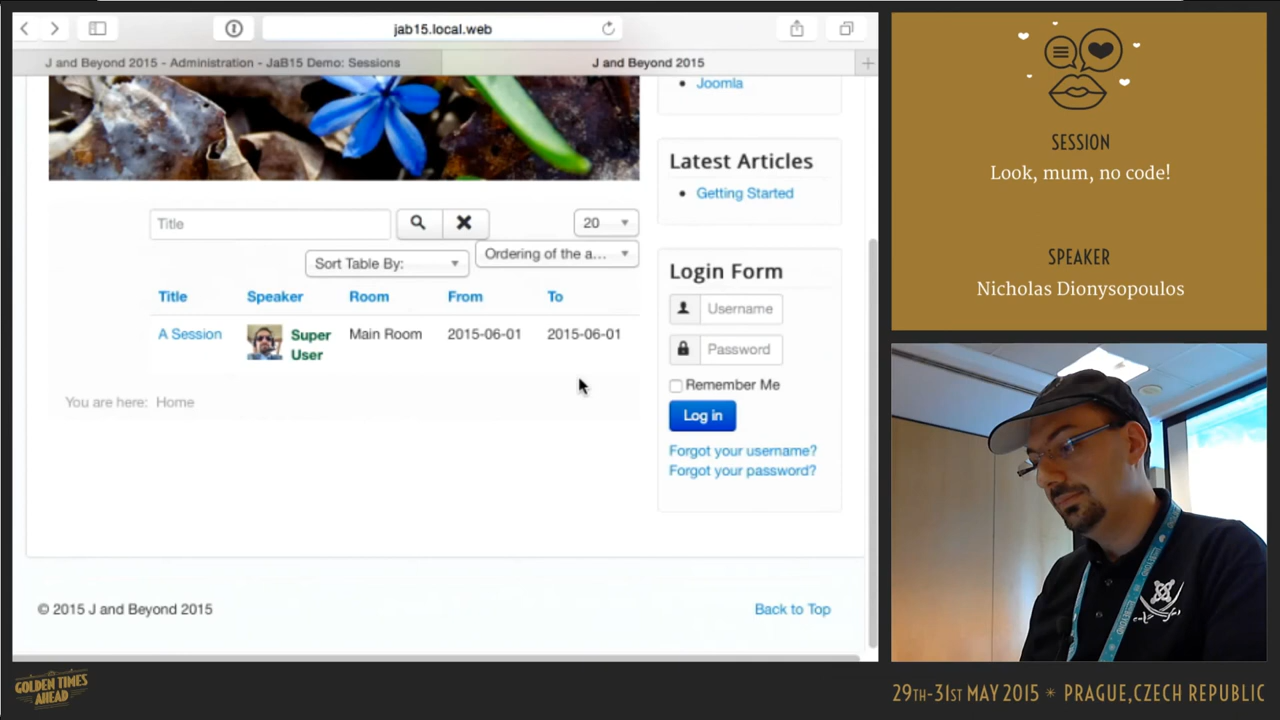 jab15.local.web
J and Beyond 2015 - Administration - JaB15 Demo: Sessions
J and Beyond 2015
Joomla
Latest Articles
Getting Started
Title
20
Sort Table By:
Ordering of the a...
Title Speaker Room From To
A Session Super User Main Room 2015-06-01 2015-06-01
You are here: Home
Login Form
Username
Password
Remember Me
Log in
Forgot your username?
Forgot your password?
© 2015 J and Beyond 2015
Back to Top
SESSION
Look, mum, no code!
SPEAKER
Nicholas Dionysopoulos
GOLDEN TIMES
AHEAD
29TH-31ST MAY 2015 * PRAGUE,CZECH REPUBLIC